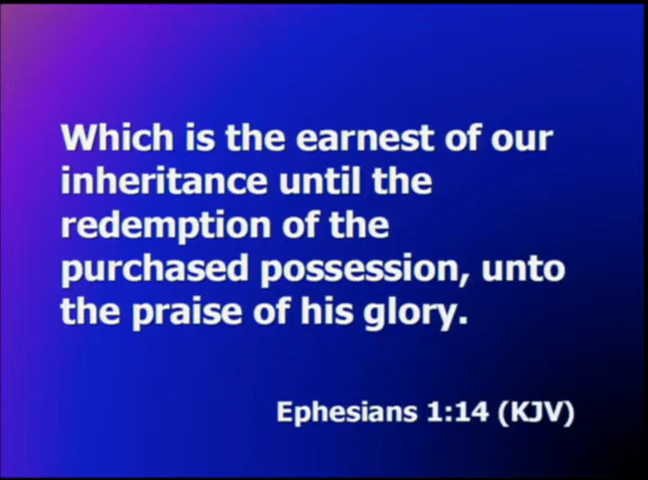 Which is the earnest of our
inheritance until the
redemption of the
purchased possession, unto
the praise of his glory.
Ephesians 1:14 (KJV)